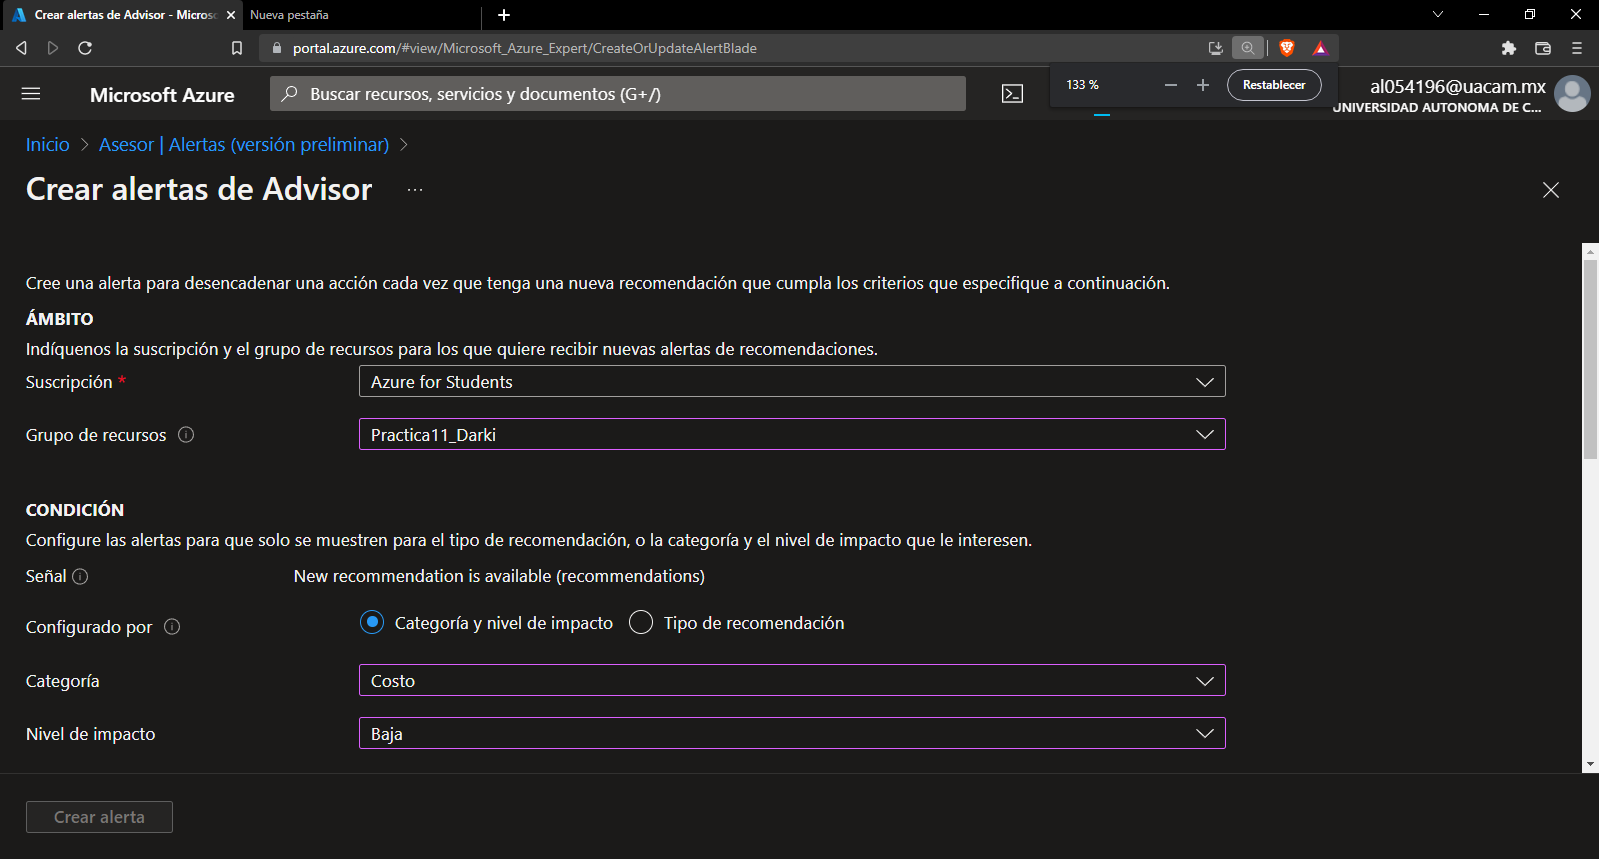 Crear alertas de Advisor - Micros
Nueva pestaña
portal.azure.com/#view/Microsoft_Azure_Expert/CreateOrUpdateAlertBlade
133 %
Restablecer
Microsoft Azure
Buscar recursos, servicios y documentos (G+/)
al054196@uacam.mx
UNIVERSIDAD AUTONOMA DE C...
Inicio > Asesor | Alertas (versión preliminar) >
Crear alertas de Advisor ...
Cree una alerta para desencadenar una acción cada vez que tenga una nueva recomendación que cumpla los criterios que especifique a continuación.
ÁMBITO
Indíquenos la suscripción y el grupo de recursos para los que quiere recibir nuevas alertas de recomendaciones.
Suscripción * Azure for Students
Grupo de recursos Practica11_Darki
CONDICIÓN
Configure las alertas para que solo se muestren para el tipo de recomendación, o la categoría y el nivel de impacto que le interesen.
Señal New recommendation is available (recommendations)
Configurado por Categoría y nivel de impacto Tipo de recomendación
Categoría Costo
Nivel de impacto Baja
Crear alerta